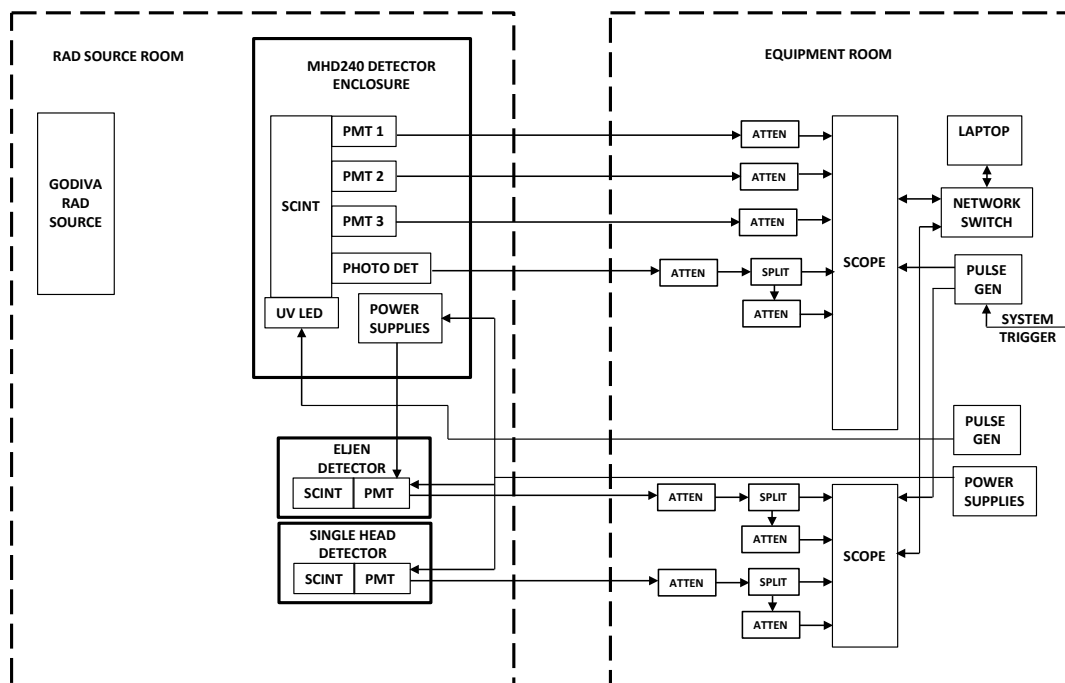 RAD SOURCE ROOM
GODIVA
RAD
SOURCE
MHD240 DETECTOR
ENCLOSURE
SCINT
PMT 1
PMT 2
PMT 3
PHOTO DET
UV LED
POWER
SUPPLIES
ELJEN
DETECTOR
SCINT
PMT
SINGLE HEAD
DETECTOR
SCINT
PMT
EQUIPMENT ROOM
ATTEN
ATTEN
ATTEN
ATTEN
SPLIT
ATTEN
SCOPE
LAPTOP
NETWORK
SWITCH
PULSE
GEN
SYSTEM
TRIGGER
PULSE
GEN
POWER
SUPPLIES
ATTEN
SPLIT
ATTEN
ATTEN
SPLIT
ATTEN
SCOPE